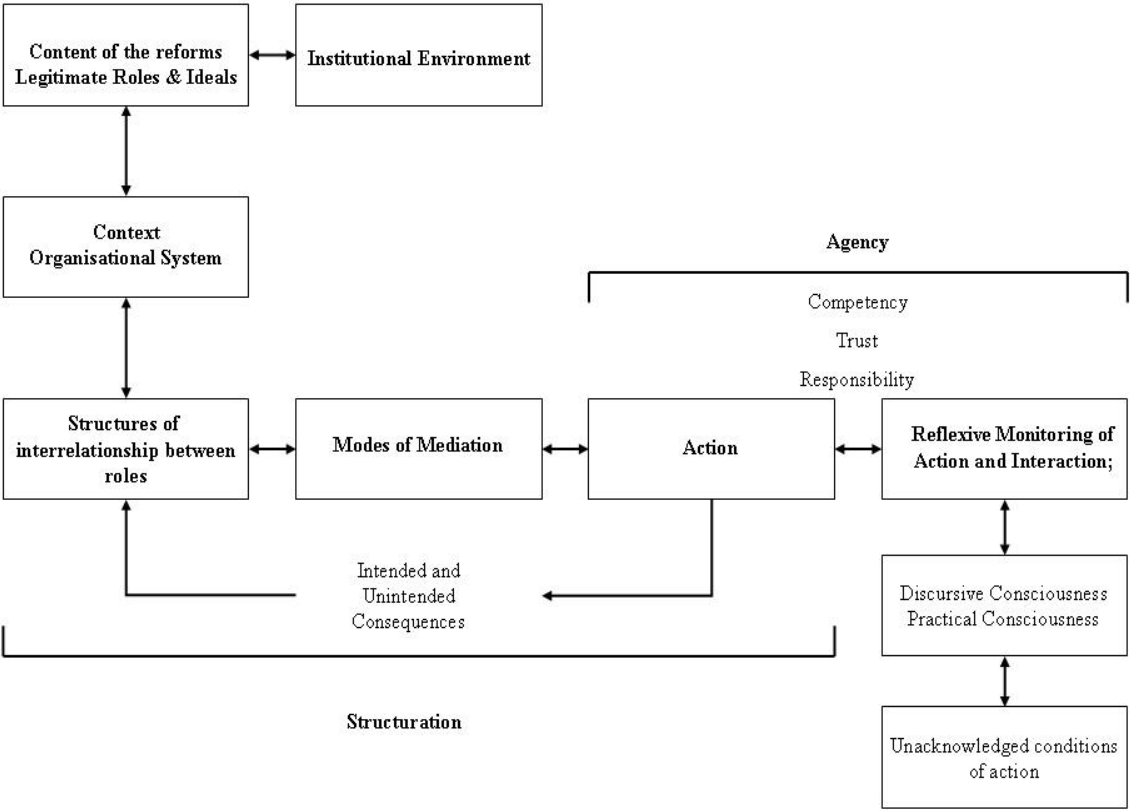 Content of the reforms
Legitimate Roles & Ideals
Institutional Environment
Context
Organisational System
Agency
Competency
Trust
Responsibility
Structures of
interrelationship between
roles
Modes of Mediation
Action
Reflexive Monitoring of
Action and Interaction;
Intended and
Unintended
Consequences
Discursive Consciousness
Practical Consciousness
Structuration
Unacknowledged conditions
of action